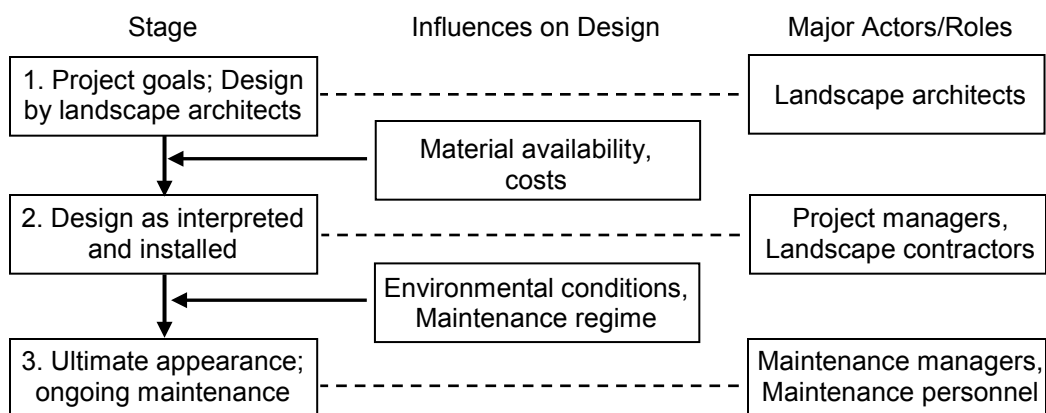 Stage
Influences on Design
Major Actors/Roles
1. Project goals; Design
by landscape architects
Landscape architects
Material availability,
costs
2. Design as interpreted
and installed
Project managers,
Landscape contractors
Environmental conditions,
Maintenance regime
3. Ultimate appearance;
ongoing maintenance
Maintenance managers,
Maintenance personnel